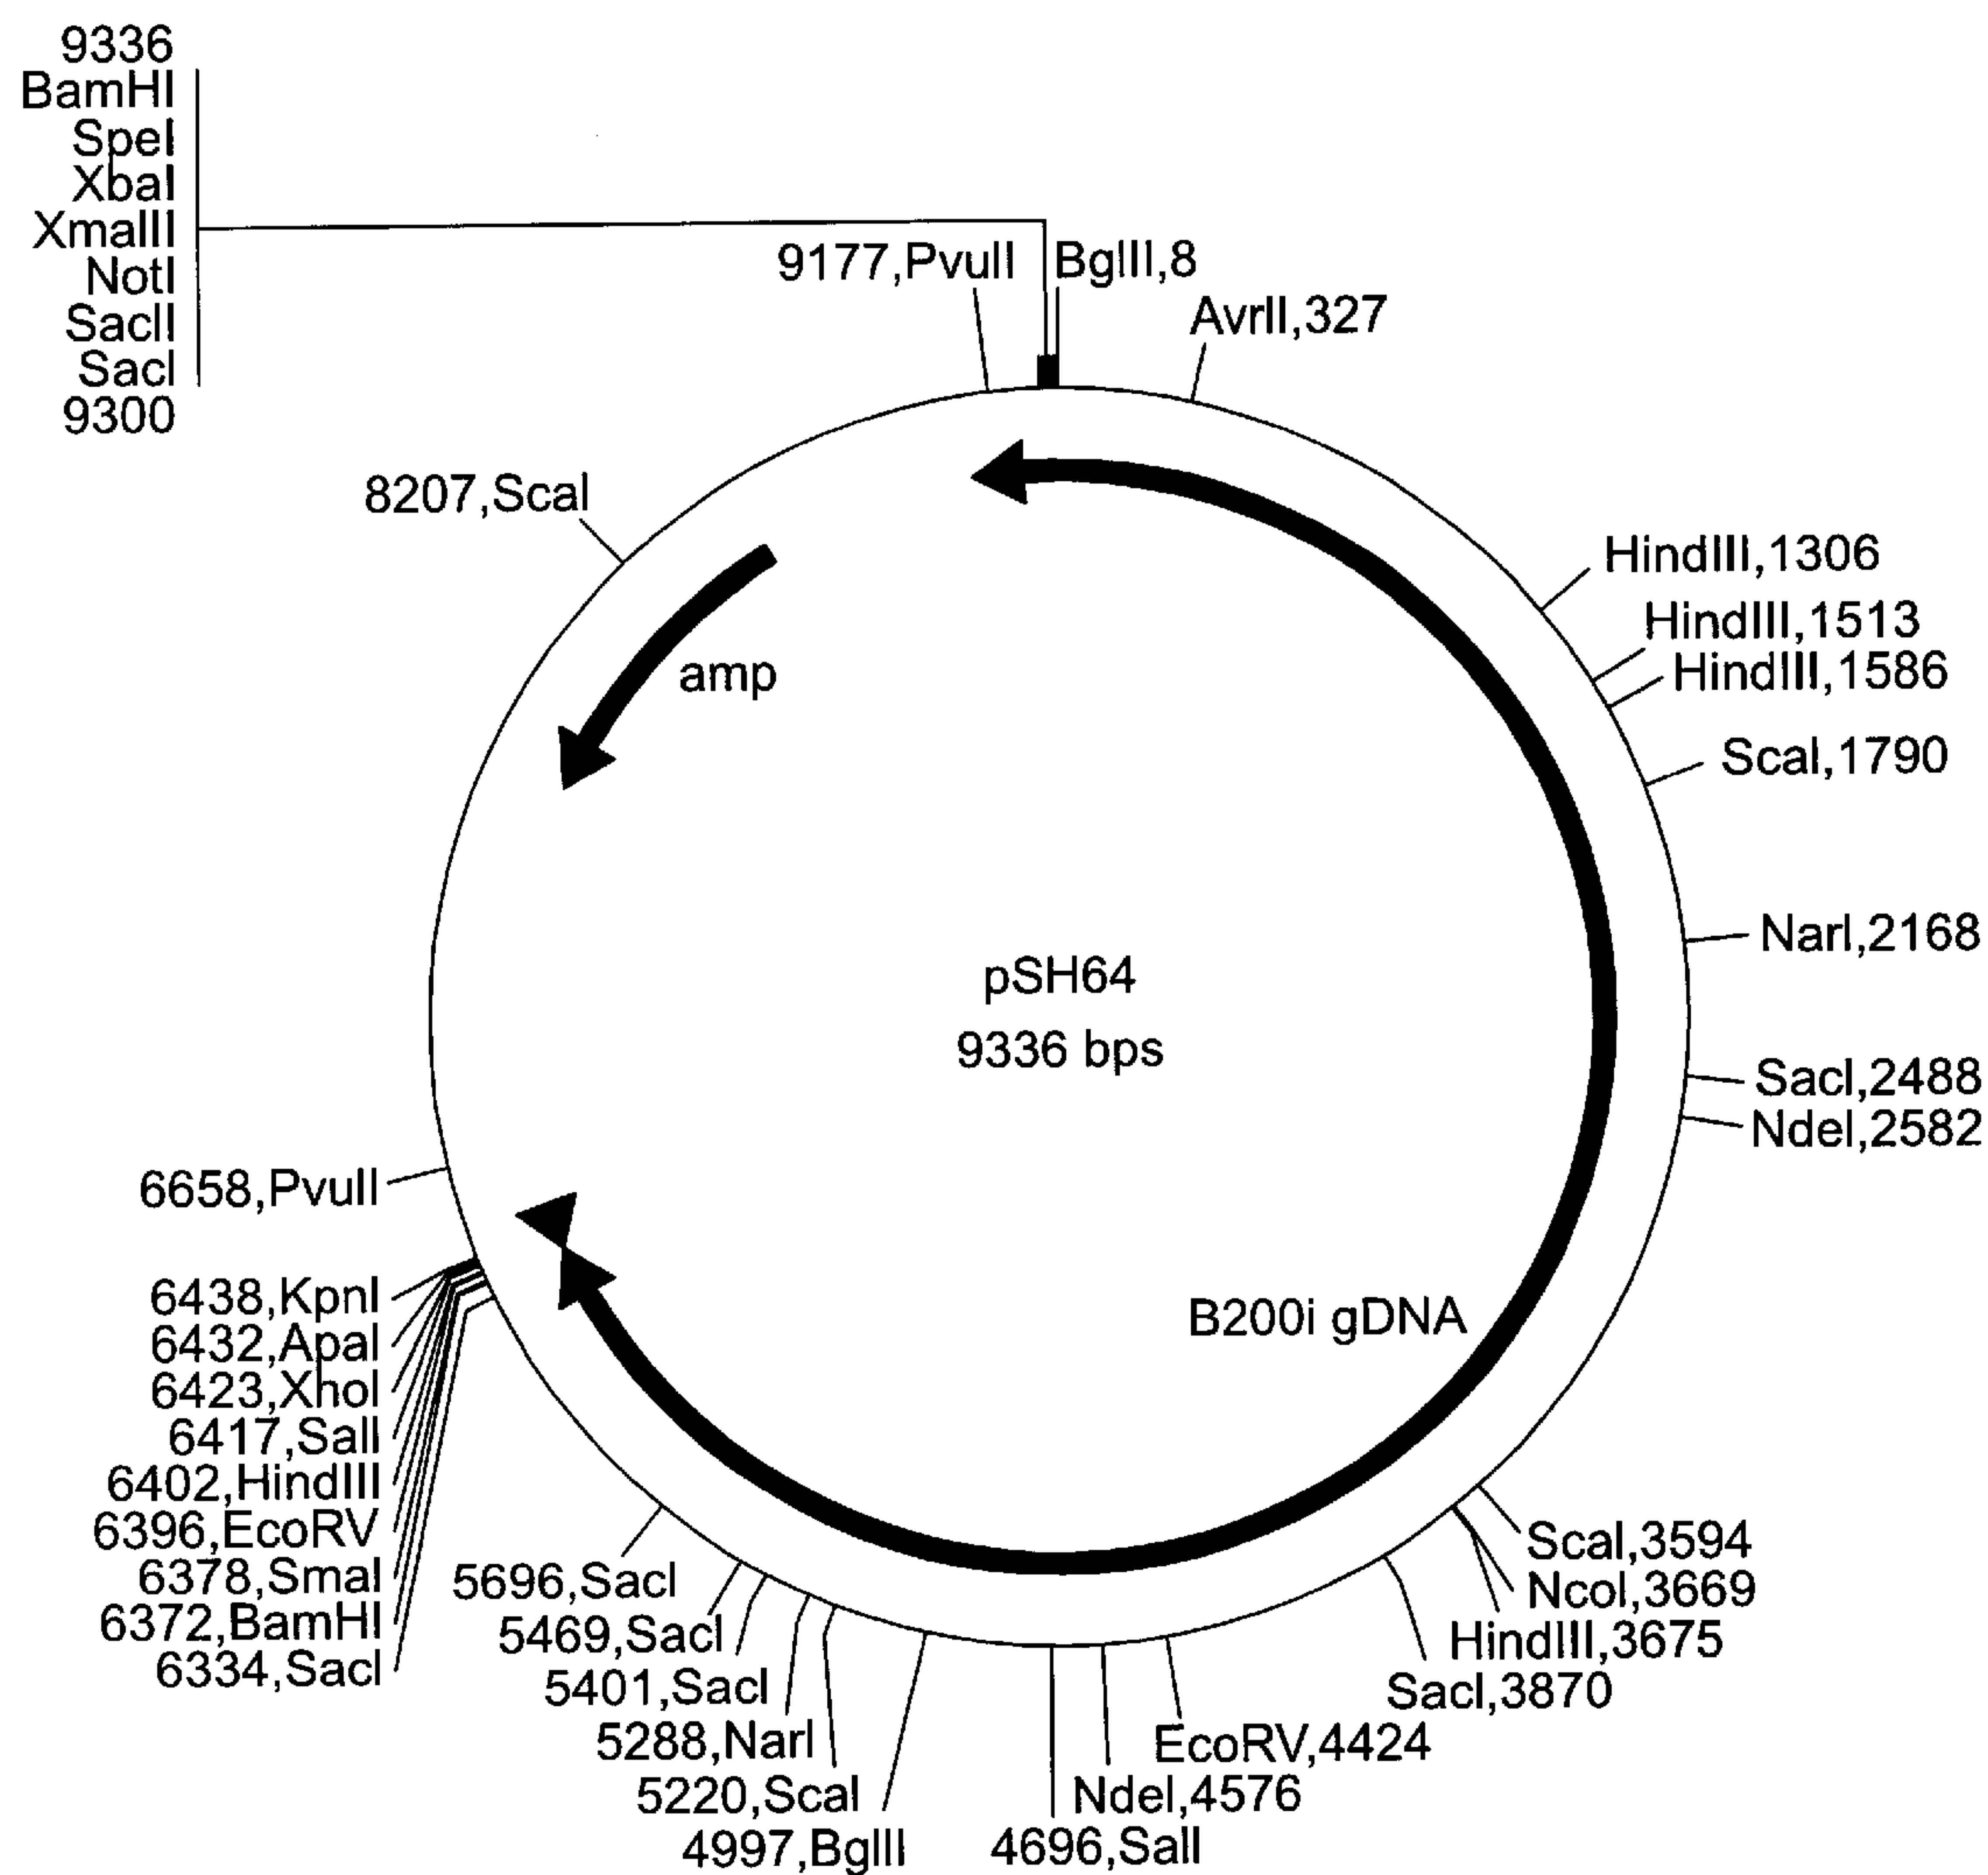 9336
BamHI
SpeI
XbaI
XmaIII
NotI
SacII
SacI
9300
9177,PvuII
BglII,8
AvrII,327
8207,ScaI
HindIII,1306
HindIII,1513
HindIII,1586
ScaI,1790
amp
NarI,2168
pSH64
9336 bps
SacI,2488
NdeI,2582
6658,PvuII
B200i gDNA
6438,KpnI
6432,ApaI
6423,XhoI
6417,SalI
6402,HindIII
6396,EcoRV
6378,SmaI
6372,BamHI
6334,SacI
5696,SacI
5469,SacI
5401,SacI
5288,NarI
5220,ScaI
4997,BglII
4696,SalI
NdeI,4576
EcoRV,4424
ScaI,3594
NcoI,3669
HindIII,3675
SacI,3870